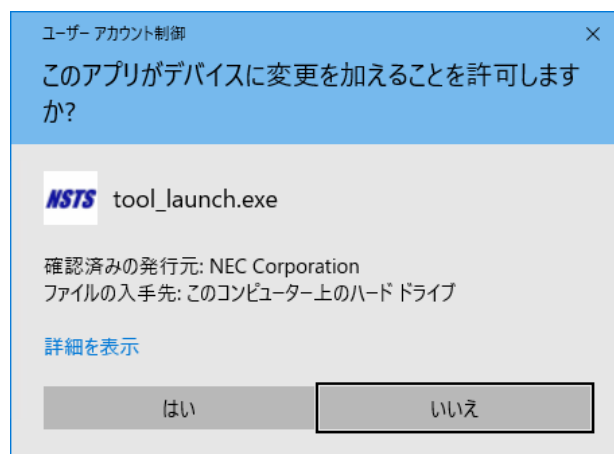 ユーザー アカウント制御
このアプリがデバイスに変更を加えることを許可します
か?
NSTS
tool_launch.exe
確認済みの発行元: NEC Corporation
ファイルの入手先: このコンピューター上のハード ドライブ
詳細を表示
はい
いいえ